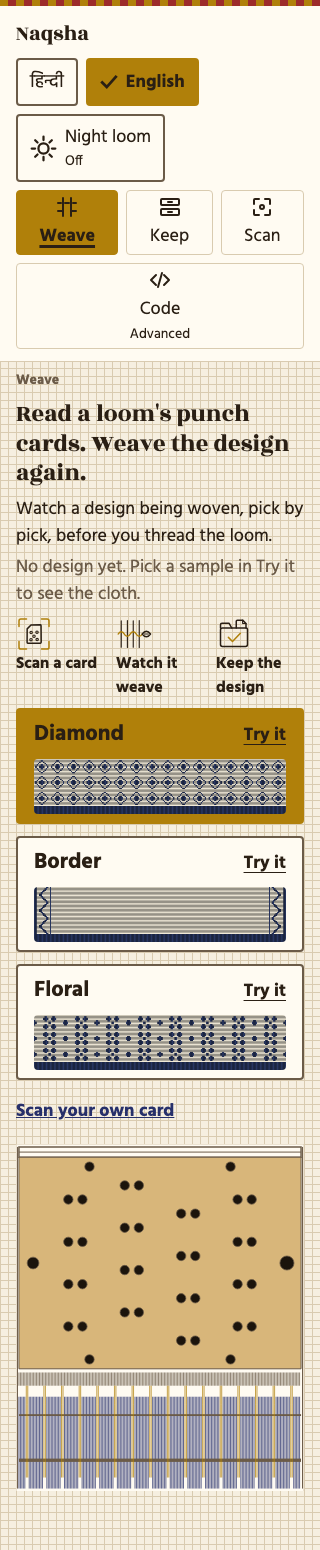 Naqsha
हिन्दी
English
Night loom
Off
Weave
Keep
Scan
Code
Advanced
Weave
Read a loom's punch
cards. Weave the design
again.
Watch a design being woven, pick by
pick, before you thread the loom.
No design yet. Pick a sample in Try it
to see the cloth.
Scan a card
Watch it
weave
Keep the
design
Diamond
Try it
Border
Try it
Floral
Try it
Scan your own card